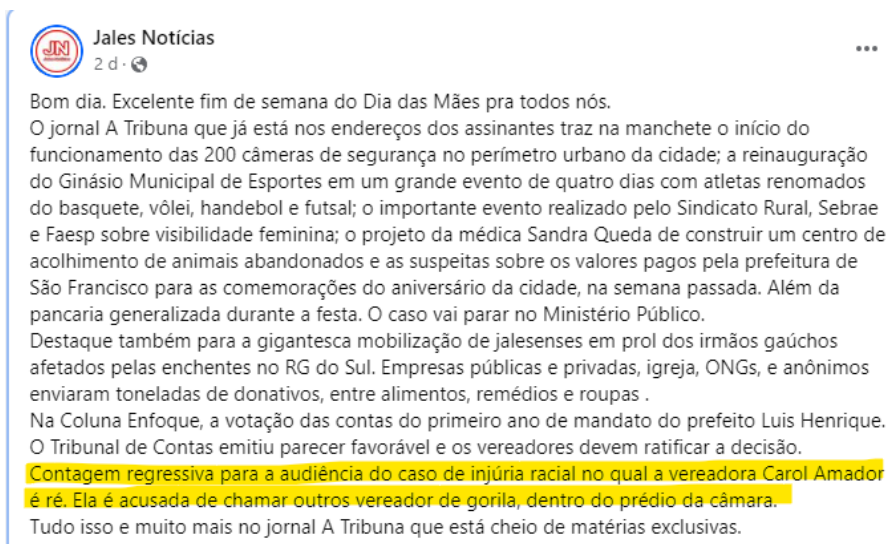 JN
Jales Notícias
2 d ·
Bom dia. Excelente fim de semana do Dia das Mães pra todos nós.
O jornal A Tribuna que já está nos endereços dos assinantes traz na manchete o início do
funcionamento das 200 câmeras de segurança no perímetro urbano da cidade; a reinauguração
do Ginásio Municipal de Esportes em um grande evento de quatro dias com atletas renomados
do basquete, vôlei, handebol e futsal; o importante evento realizado pelo Sindicato Rural, Sebrae
e Faesp sobre visibilidade feminina; o projeto da médica Sandra Queda de construir um centro de
acolhimento de animais abandonados e as suspeitas sobre os valores pagos pela prefeitura de
São Francisco para as comemorações do aniversário da cidade, na semana passada. Além da
pancaria generalizada durante a festa. O caso vai parar no Ministério Público.
Destaque também para a gigantesca mobilização de jalesenses em prol dos irmãos gaúchos
afetados pelas enchentes no RG do Sul. Empresas públicas e privadas, igreja, ONGs, e anônimos
enviaram toneladas de donativos, entre alimentos, remédios e roupas .
Na Coluna Enfoque, a votação das contas do primeiro ano de mandato do prefeito Luis Henrique.
O Tribunal de Contas emitiu parecer favorável e os vereadores devem ratificar a decisão.
Contagem regressiva para a audiência do caso de injúria racial no qual a vereadora Carol Amador
é ré. Ela é acusada de chamar outros vereador de gorila, dentro do prédio da câmara.
Tudo isso e muito mais no jornal A Tribuna que está cheio de matérias exclusivas.